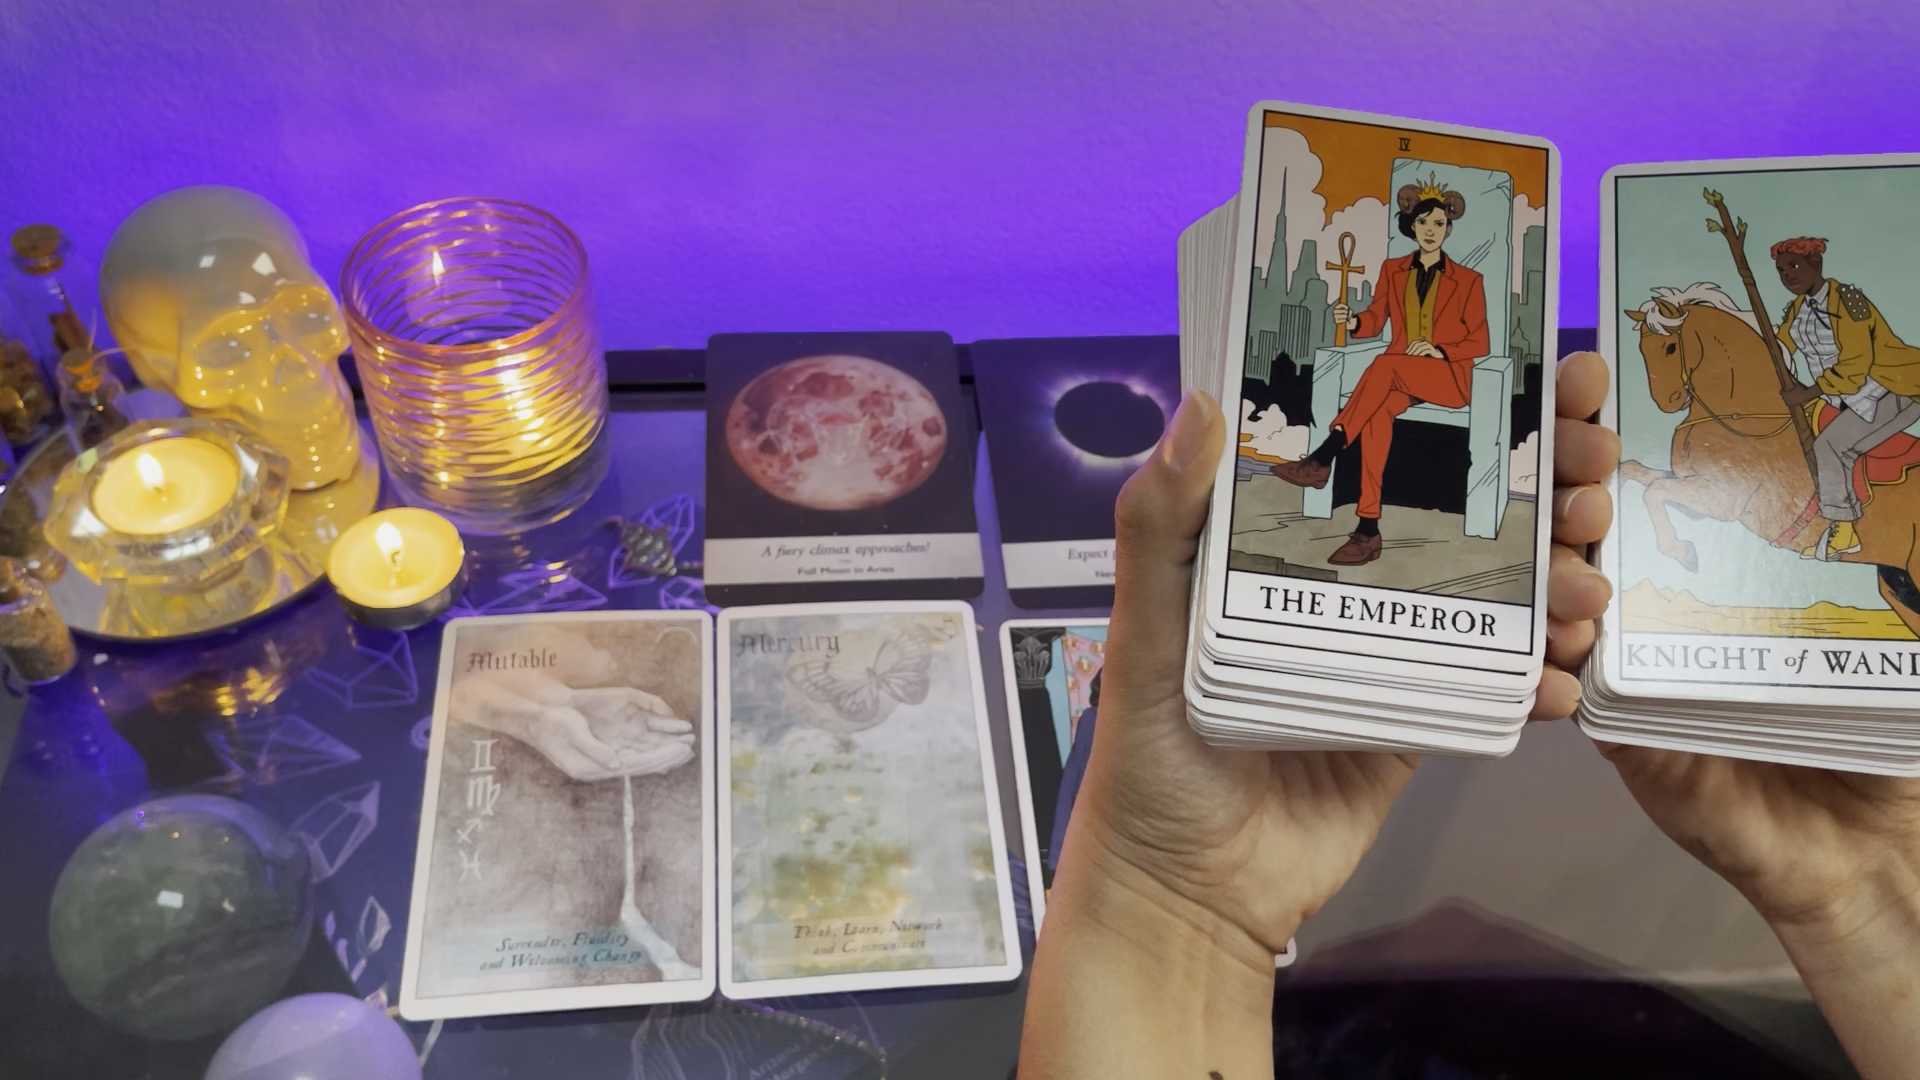 IV
THE EMPEROR
KNIGHT of WAND
A fiery climax approaches!
Full Moon in Aries
Expect
Mutable
Surrender, Fluidity
and Welcoming Change
Mercury
Think, Learn, Network
and Communicate